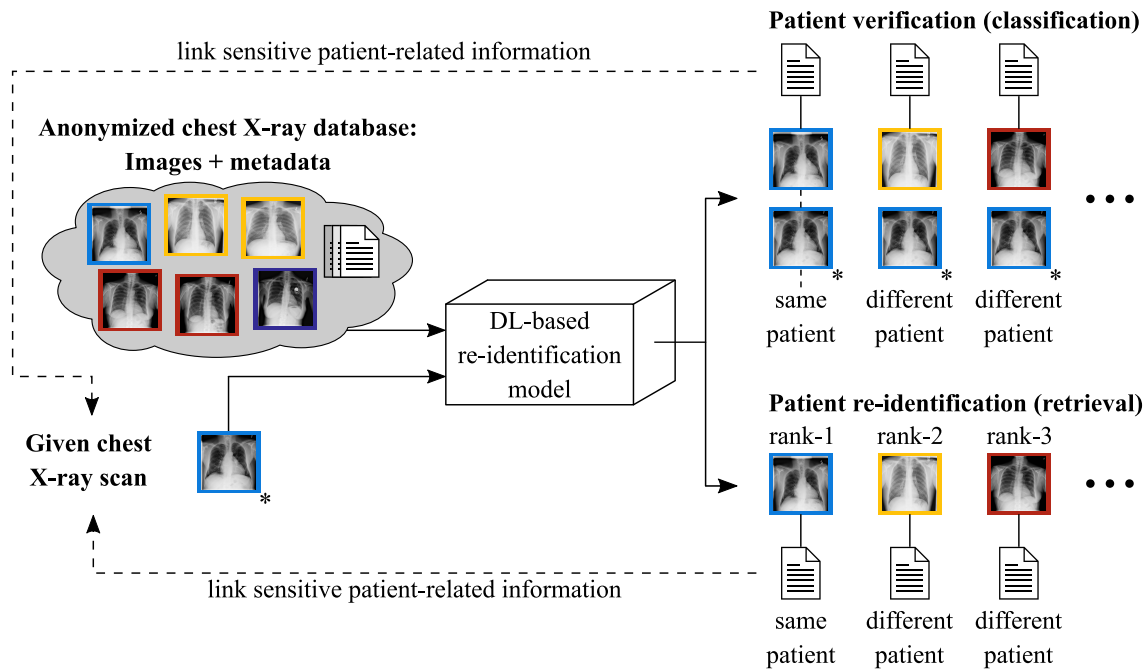 Patient verification (classification)
link sensitive patient-related information
Anonymized chest X-ray database:
Images + metadata
* * *
same different different
patient patient patient
DL-based
re-identification
model
Patient re-identification (retrieval)
rank-1 rank-2 rank-3
Given chest
X-ray scan
*
link sensitive patient-related information
same different different
patient patient patient